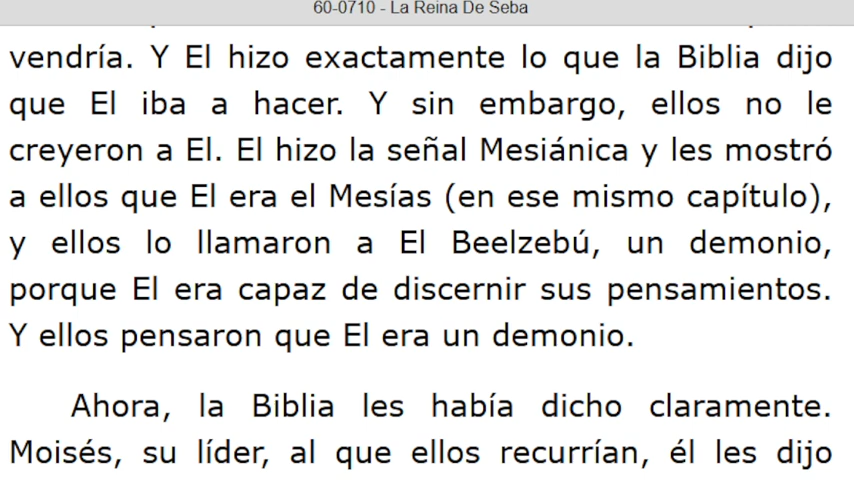 60-0710 - La Reina De Seba
vendría. Y El hizo exactamente lo que la Biblia dijo
que El iba a hacer. Y sin embargo, ellos no le
creyeron a El. El hizo la señal Mesiánica y les mostró
a ellos que El era el Mesías (en ese mismo capítulo),
y ellos lo llamaron a El Beelzebú, un demonio,
porque El era capaz de discernir sus pensamientos.
Y ellos pensaron que El era un demonio.
Ahora, la Biblia les había dicho claramente.
Moisés, su líder, al que ellos recurrían, él les dijo